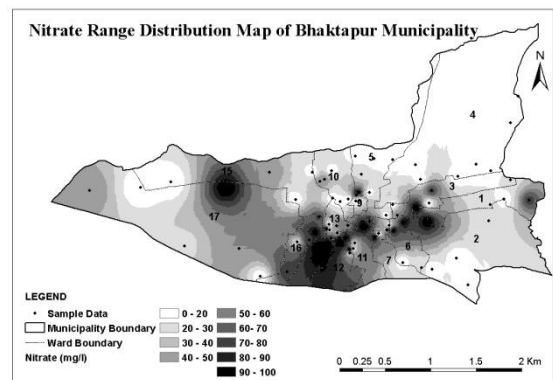 Nitrate Range Distribution Map of Bhaktapur Municipality
N
4
5
15
10
3
9
1
17
13
2
16
6
12
11
7
LEGEND
Sample Data
Municipality Boundary
Ward Boundary
Nitrate (mg/l)
0 - 20
20 - 30
30 - 40
40 - 50
50 - 60
60 - 70
70 - 80
80 - 90
90 - 100
0 0.25 0.5 1 1.5 2 Km